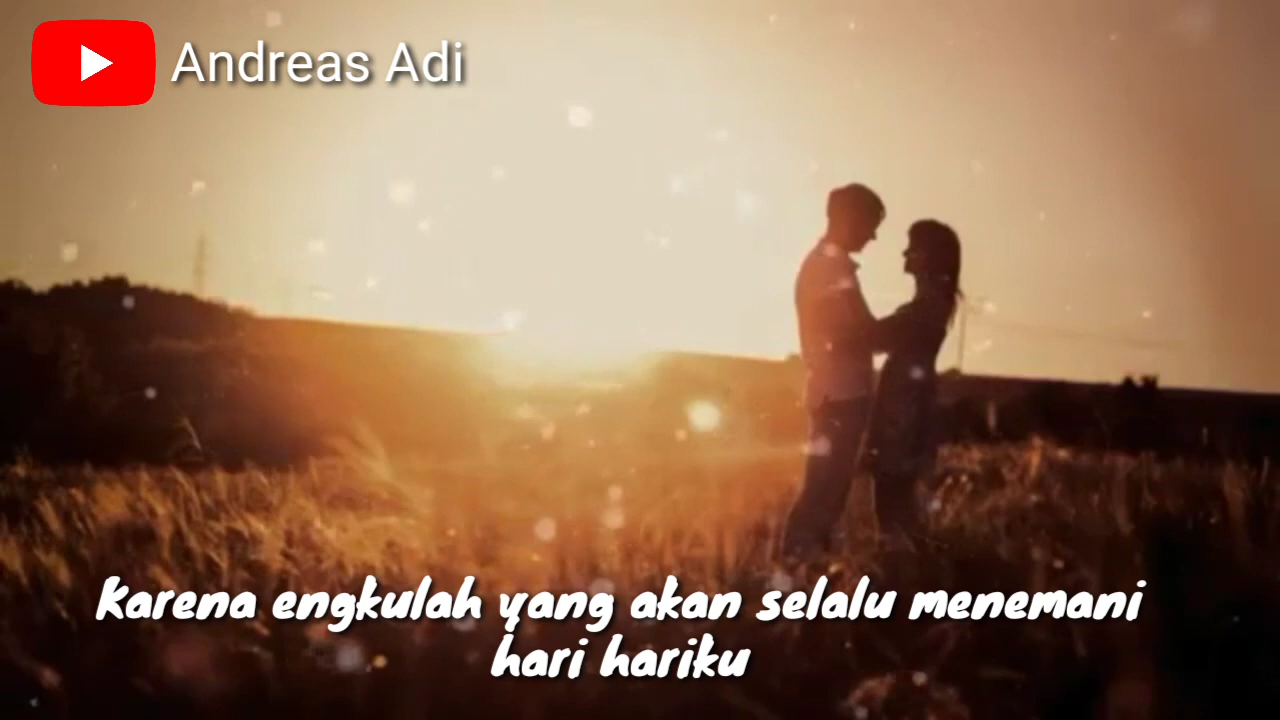 Andreas Adi
Karena engkulah yang akan selalu menemani
hari hariku